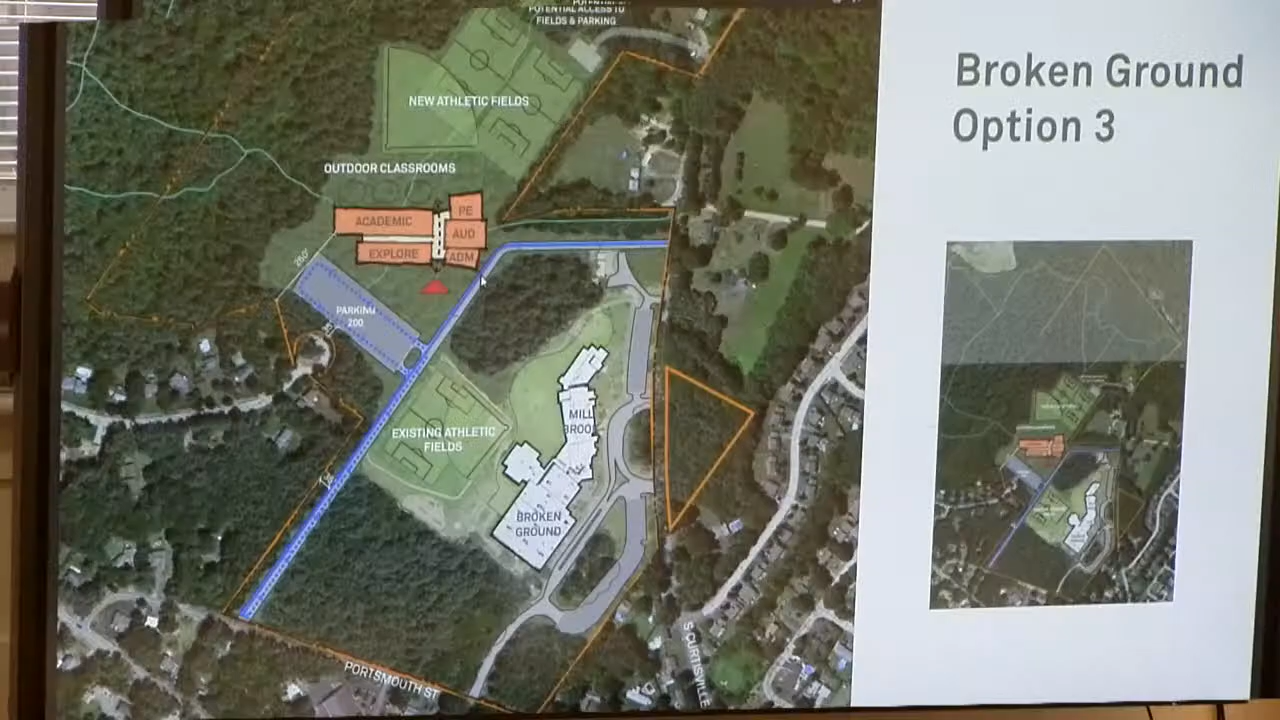 POTENTIAL ACCESS TO
FIELDS & PARKING
NEW ATHLETIC FIELDS
OUTDOOR CLASSROOMS
ACADEMIC
PE
AUD
EXPLORE
ADM
260'
PARKING
200
EXISTING ATHLETIC
FIELDS
MILL
BROOK
BROKEN
GROUND
PORTSMOUTH ST
S CURTISVILLE
Broken Ground
Option 3